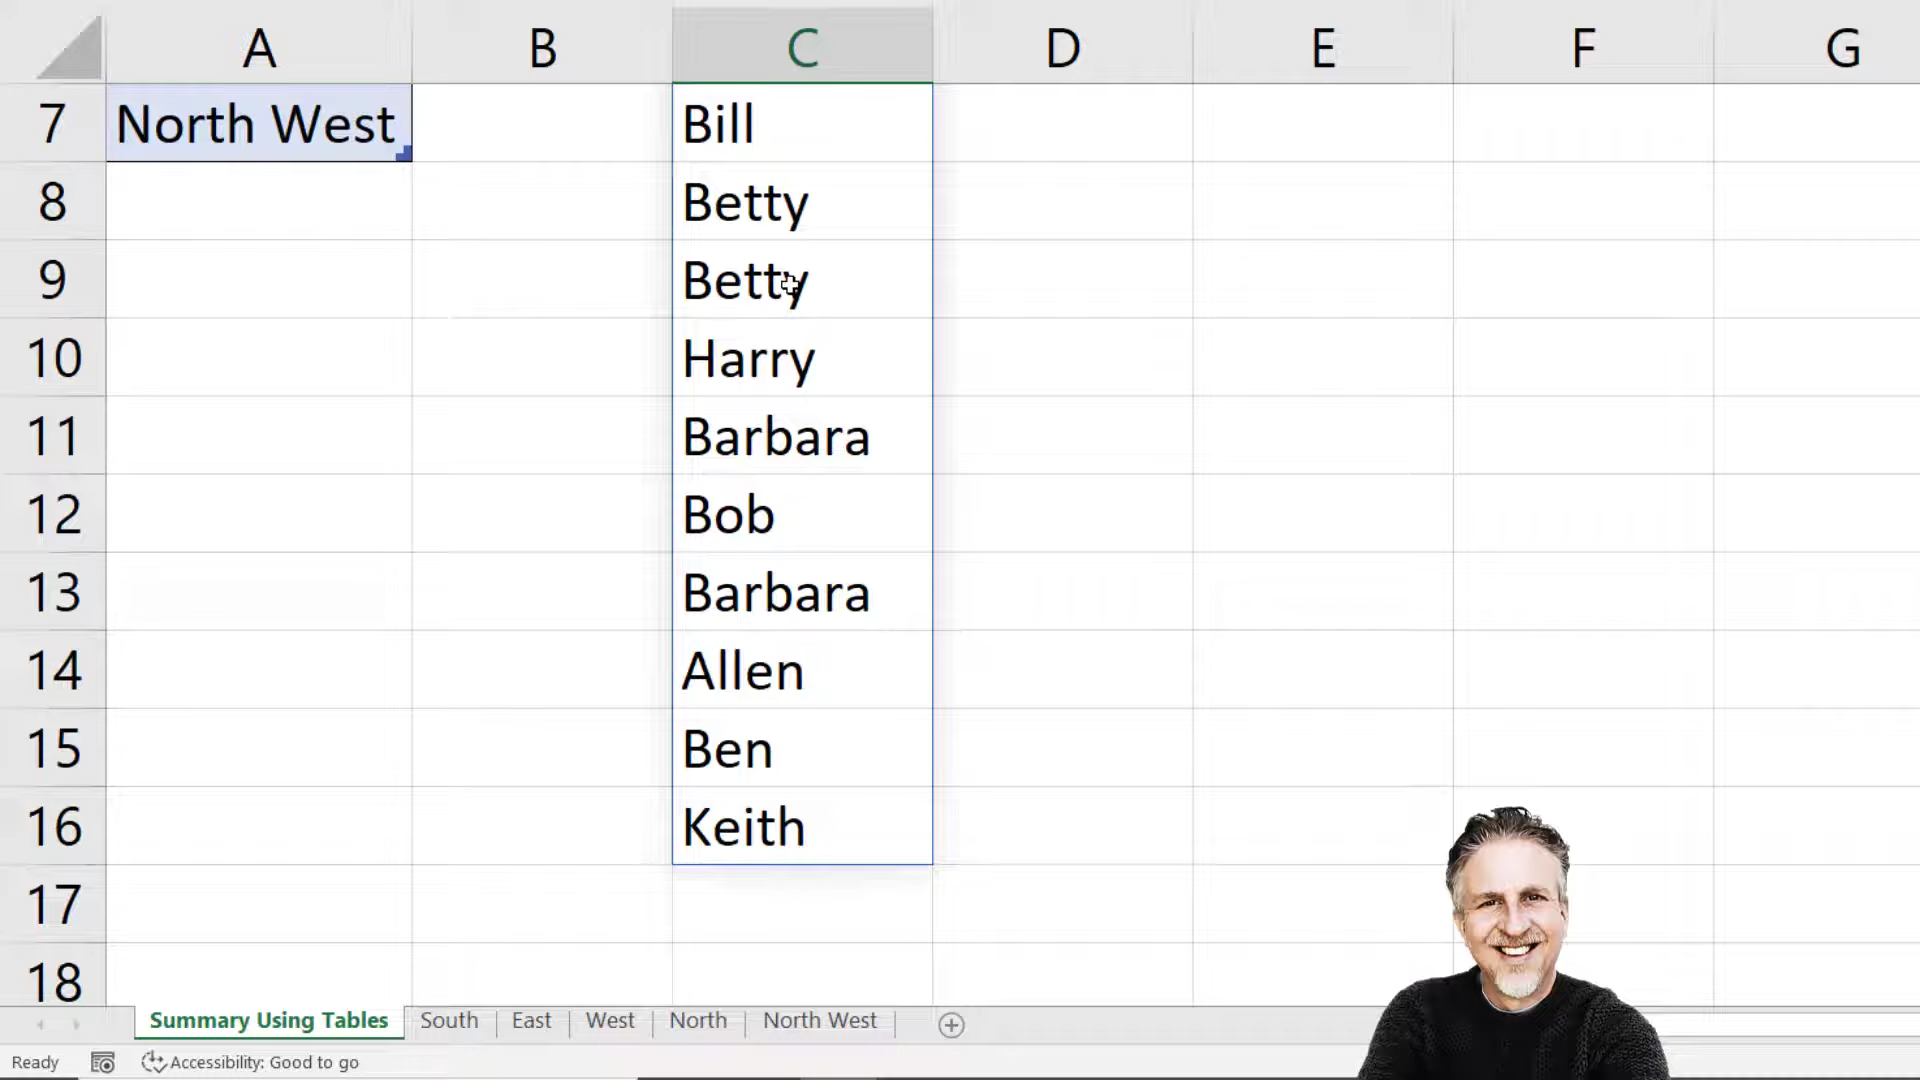 A B C D E F G
7 North West Bill
8 Betty
9 Betty
10 Harry
11 Barbara
12 Bob
13 Barbara
14 Allen
15 Ben
16 Keith
17
18
Summary Using Tables South East West North North West
Ready Accessibility: Good to go